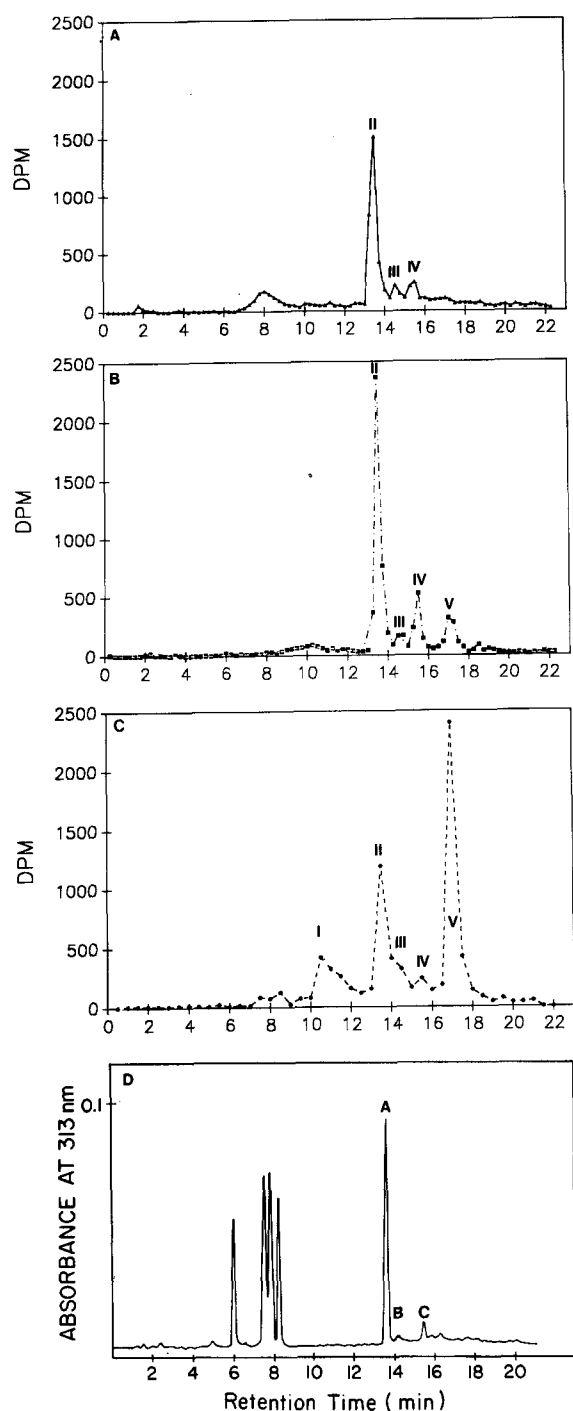 A
2500
2000
1500
1000
500
0
DPM
II
III
IV
0 2 4 6 8 10 12 14 16 18 20 22
B
2500
2000
1500
1000
500
0
DPM
II
III
IV
V
0 2 4 6 8 10 12 14 16 18 20 22
C
2500
2000
1500
1000
500
0
DPM
I
II
III
IV
V
0 2 4 6 8 10 12 14 16 18 20 22
D
0.1
ABSORBANCE AT 313 nm
A
B
C
2 4 6 8 10 12 14 16 18 20
Retention Time (min)